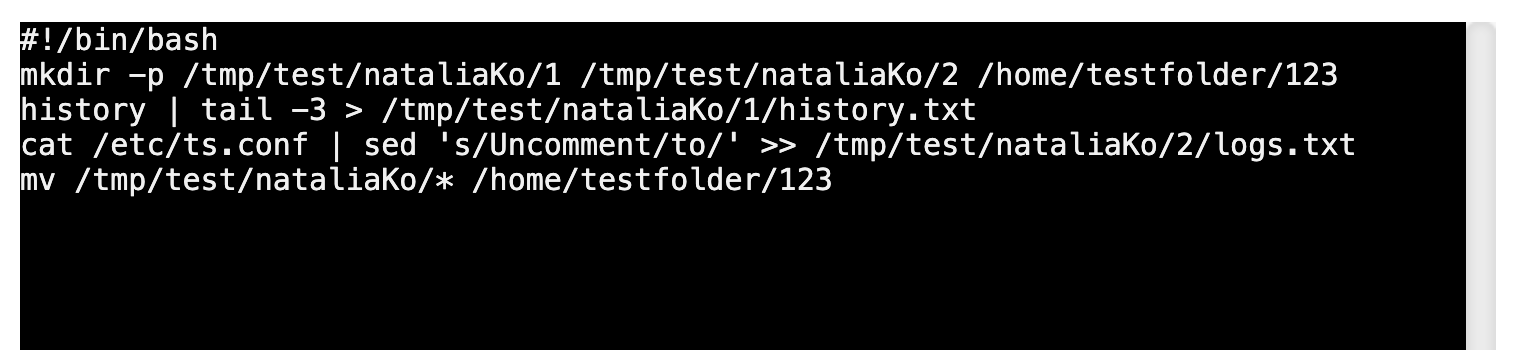 #!/bin/bash
mkdir -p /tmp/test/nataliaKo/1 /tmp/test/nataliaKo/2 /home/testfolder/123
history | tail -3 > /tmp/test/nataliaKo/1/history.txt
cat /etc/ts.conf | sed 's/Uncomment/to/' >> /tmp/test/nataliaKo/2/logs.txt
mv /tmp/test/nataliaKo/* /home/testfolder/123